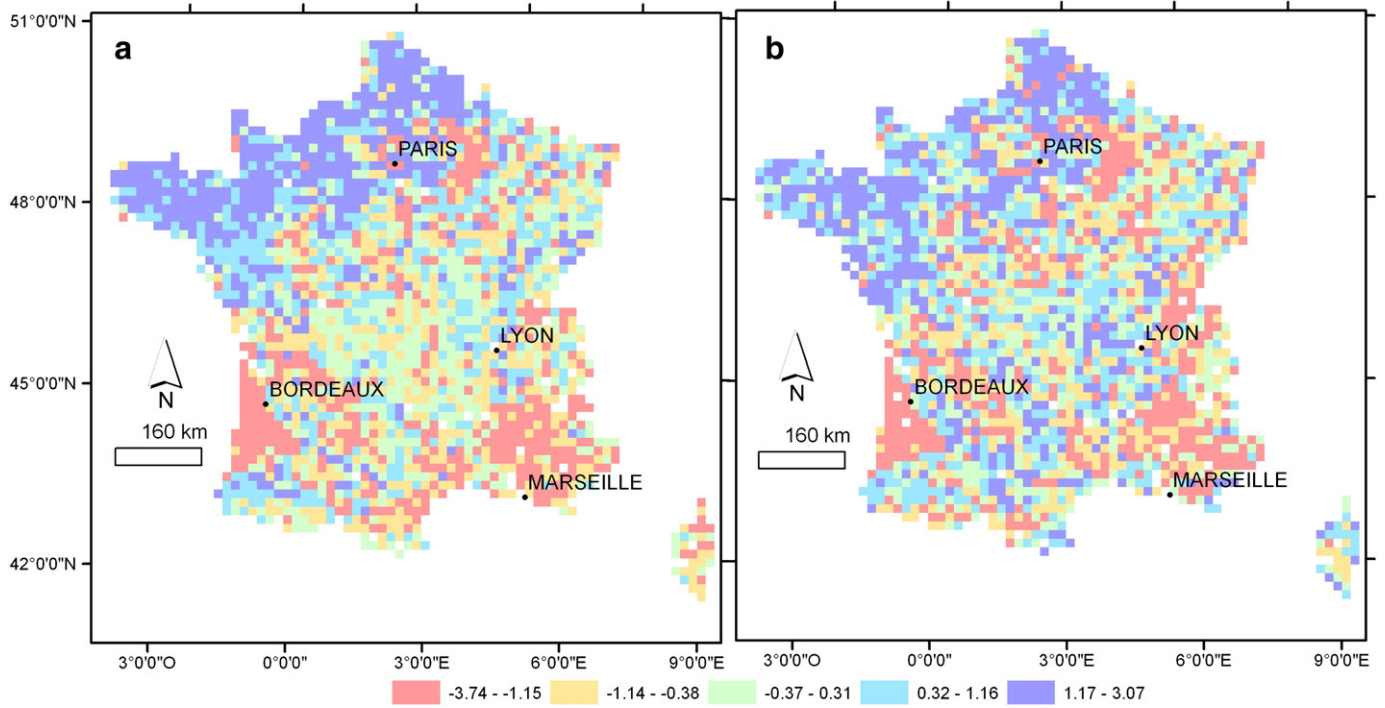 51°0'0"N
48°0'0"N
45°0'0"N
42°0'0"N
a
PARIS
LYON
BORDEAUX
MARSEILLE
N
160 km
3°0'0"O 0°0'0" 3°0'0"E 6°0'0"E 9°0'0"E
b
PARIS
LYON
BORDEAUX
MARSEILLE
N
160 km
3°0'0"O 0°0'0" 3°0'0"E 6°0'0"E 9°0'0"E
-3.74 - -1.15 -1.14 - -0.38 -0.37 - 0.31 0.32 - 1.16 1.17 - 3.07